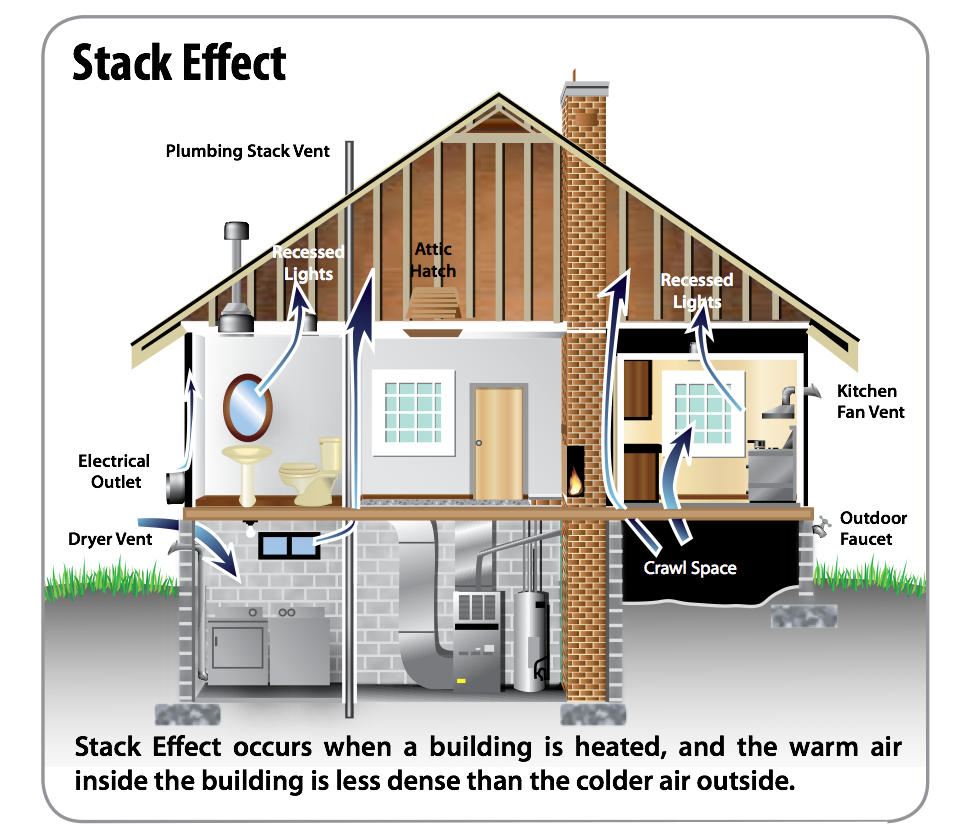 Stack Effect
Plumbing Stack Vent
Recessed
Lights
Attic
Hatch
Recessed
Lights
Kitchen
Fan Vent
Electrical
Outlet
Dryer Vent
Outdoor
Faucet
Crawl Space
Stack Effect occurs when a building is heated, and the warm air
inside the building is less dense than the colder air outside.